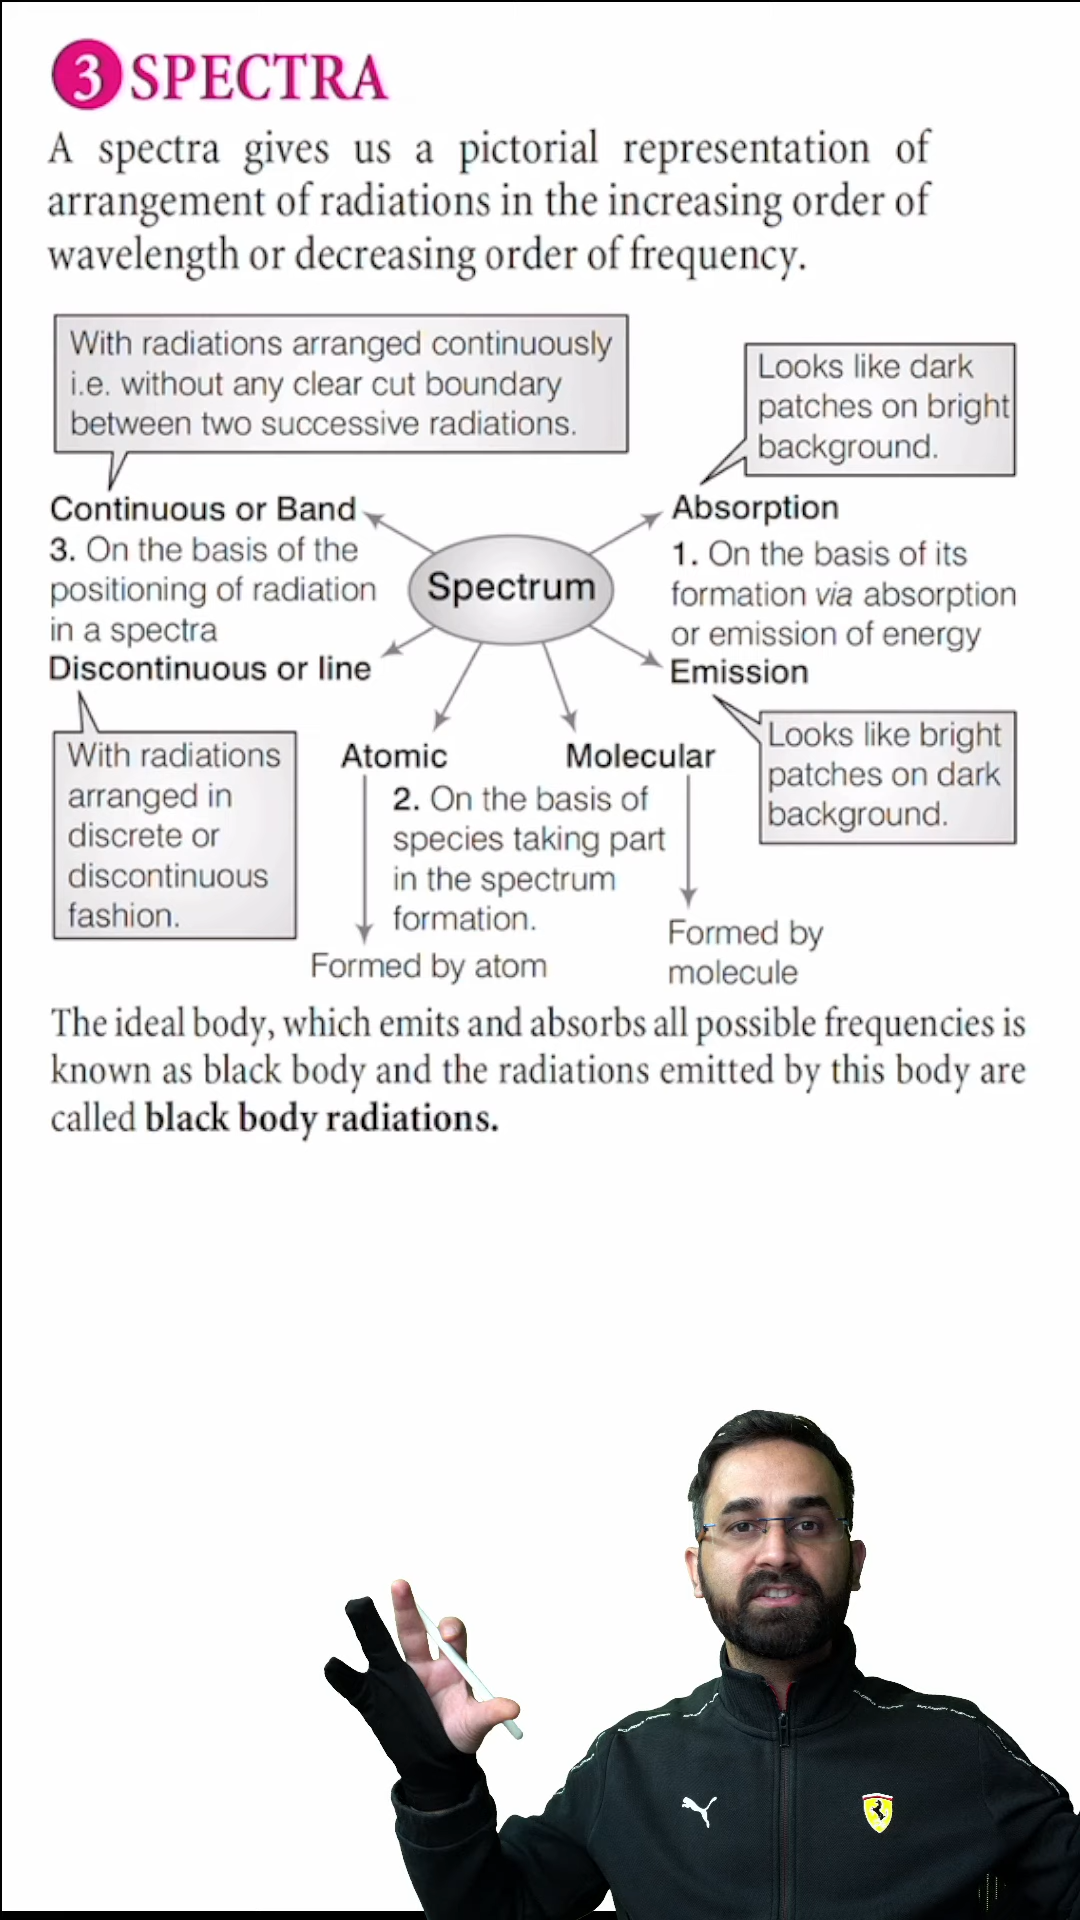 3 SPECTRA
A spectra gives us a pictorial representation of
arrangement of radiations in the increasing order of
wavelength or decreasing order of frequency.
With radiations arranged continuously
i.e. without any clear cut boundary
between two successive radiations.
Looks like dark
patches on bright
background.
Continuous or Band
3. On the basis of the
positioning of radiation
in a spectra
Discontinuous or line
Spectrum
Absorption
1. On the basis of its
formation via absorption
or emission of energy
Emission
With radiations
arranged in
discrete or
discontinuous
fashion.
Atomic
Molecular
2. On the basis of
species taking part
in the spectrum
formation.
Looks like bright
patches on dark
background.
Formed by atom
Formed by
molecule
The ideal body, which emits and absorbs all possible frequencies is
known as black body and the radiations emitted by this body are
called black body radiations.